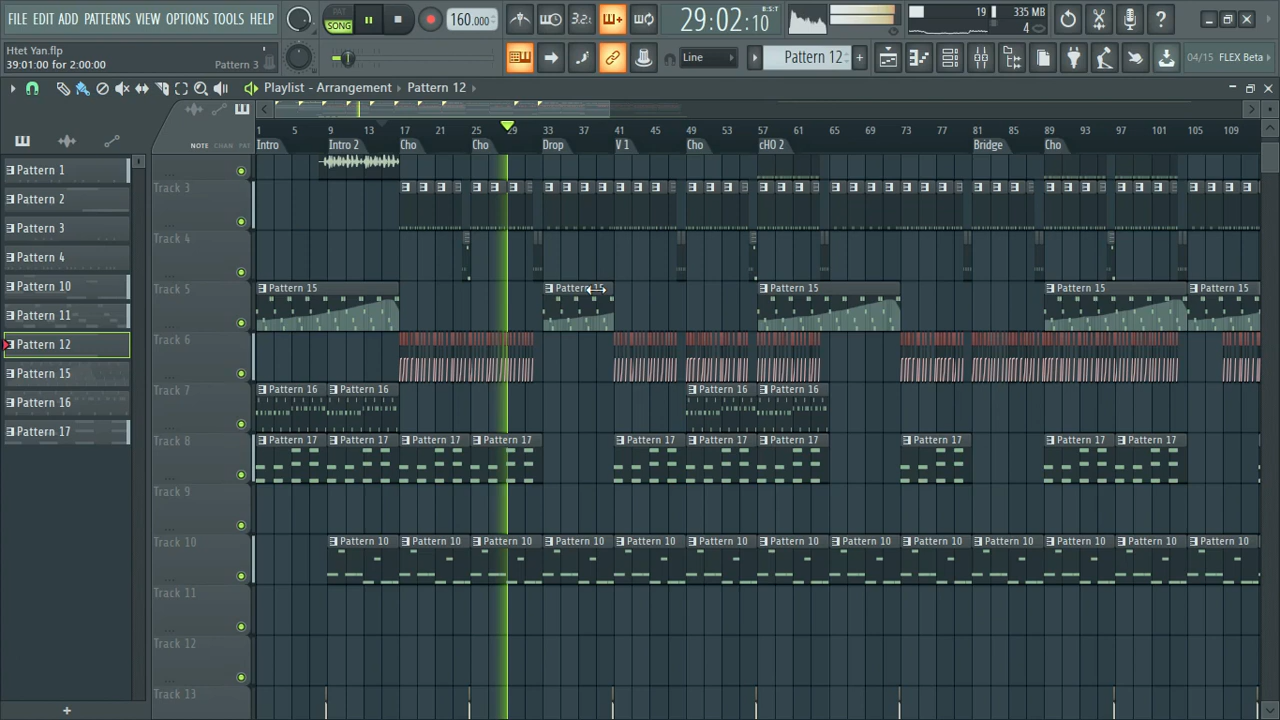 FILE EDIT ADD PATTERNS VIEW OPTIONS TOOLS HELP
PAT
SONG
160.000
3.2
29:02:10
B:S:T
19
335 MB
4
Htet Yan.flp
39:01:00 for 2:00:00
Pattern 3
Line
Pattern 12
04/15 FLEX Beta
Playlist - Arrangement
Pattern 12
1 5 9 13 17 21 25 29 33 37 41 45 49 53 57 61 65 69 73 77 81 85 89 93 97 101 105 109
NOTE CHAN PAT
Intro Intro 2 Cho Cho Drop V 1 Cho cHO 2 Bridge Cho
Pattern 1
Pattern 2
Pattern 3
Pattern 4
Pattern 10
Pattern 11
Pattern 12
Pattern 15
Pattern 16
Pattern 17
Track 3
Track 4
Track 5
Pattern 15 Pattern 15 Pattern 15 Pattern 15 Pattern 15
Track 6
Track 7
Pattern 16 Pattern 16 Pattern 16 Pattern 16
Track 8
Pattern 17 Pattern 17 Pattern 17 Pattern 17 Pattern 17 Pattern 17 Pattern 17 Pattern 17 Pattern 17 Pattern 17
Track 9
Track 10
Pattern 10 Pattern 10 Pattern 10 Pattern 10 Pattern 10 Pattern 10 Pattern 10 Pattern 10 Pattern 10 Pattern 10 Pattern 10 Pattern 10 Pattern 10
Track 11
Track 12
Track 13